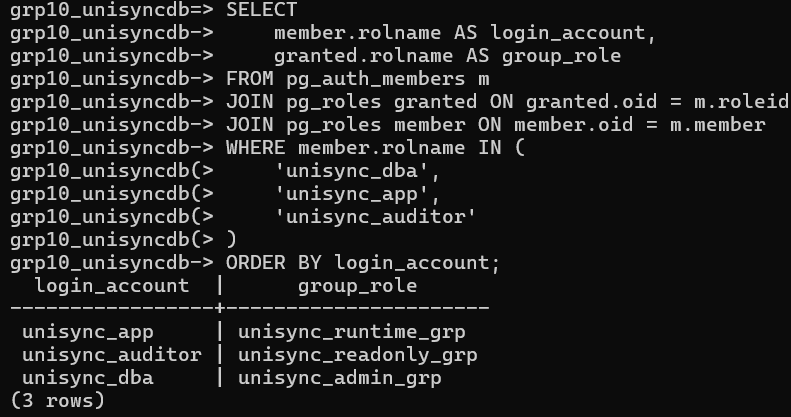 grp10_unisyncdb=> SELECT
grp10_unisyncdb->     member.rolname AS login_account,
grp10_unisyncdb->     granted.rolname AS group_role
grp10_unisyncdb-> FROM pg_auth_members m
grp10_unisyncdb-> JOIN pg_roles granted ON granted.oid = m.roleid
grp10_unisyncdb-> JOIN pg_roles member ON member.oid = m.member
grp10_unisyncdb-> WHERE member.rolname IN (
grp10_unisyncdb(>     'unisync_dba',
grp10_unisyncdb(>     'unisync_app',
grp10_unisyncdb(>     'unisync_auditor'
grp10_unisyncdb(> )
grp10_unisyncdb-> ORDER BY login_account;
  login_account  |      group_role
-----------------+----------------------
 unisync_app     | unisync_runtime_grp
 unisync_auditor | unisync_readonly_grp
 unisync_dba     | unisync_admin_grp
(3 rows)